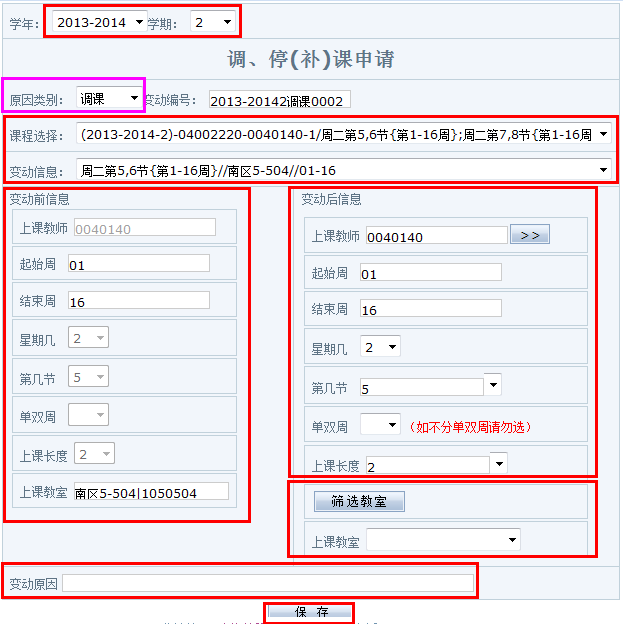 学年： 2013-2014 学期： 2
调、停(补)课申请
原因类别： 调课 变动编号： 2013-20142调课0002
课程选择： (2013-2014-2)-04002220-0040140-1/周二第5,6节{第1-16周};周二第7,8节{第1-16周
变动信息： 周二第5,6节{第1-16周}//南区5-504//01-16
变动前信息
上课教师 0040140
起始周 01
结束周 16
星期几 2
第几节 5
单双周
上课长度 2
上课教室 南区5-504|1050504
变动后信息
上课教师 0040140 >>
起始周 01
结束周 16
星期几 2
第几节 5
单双周 （如不分单双周请勿选）
上课长度 2
筛选教室
上课教室
变动原因
保 存